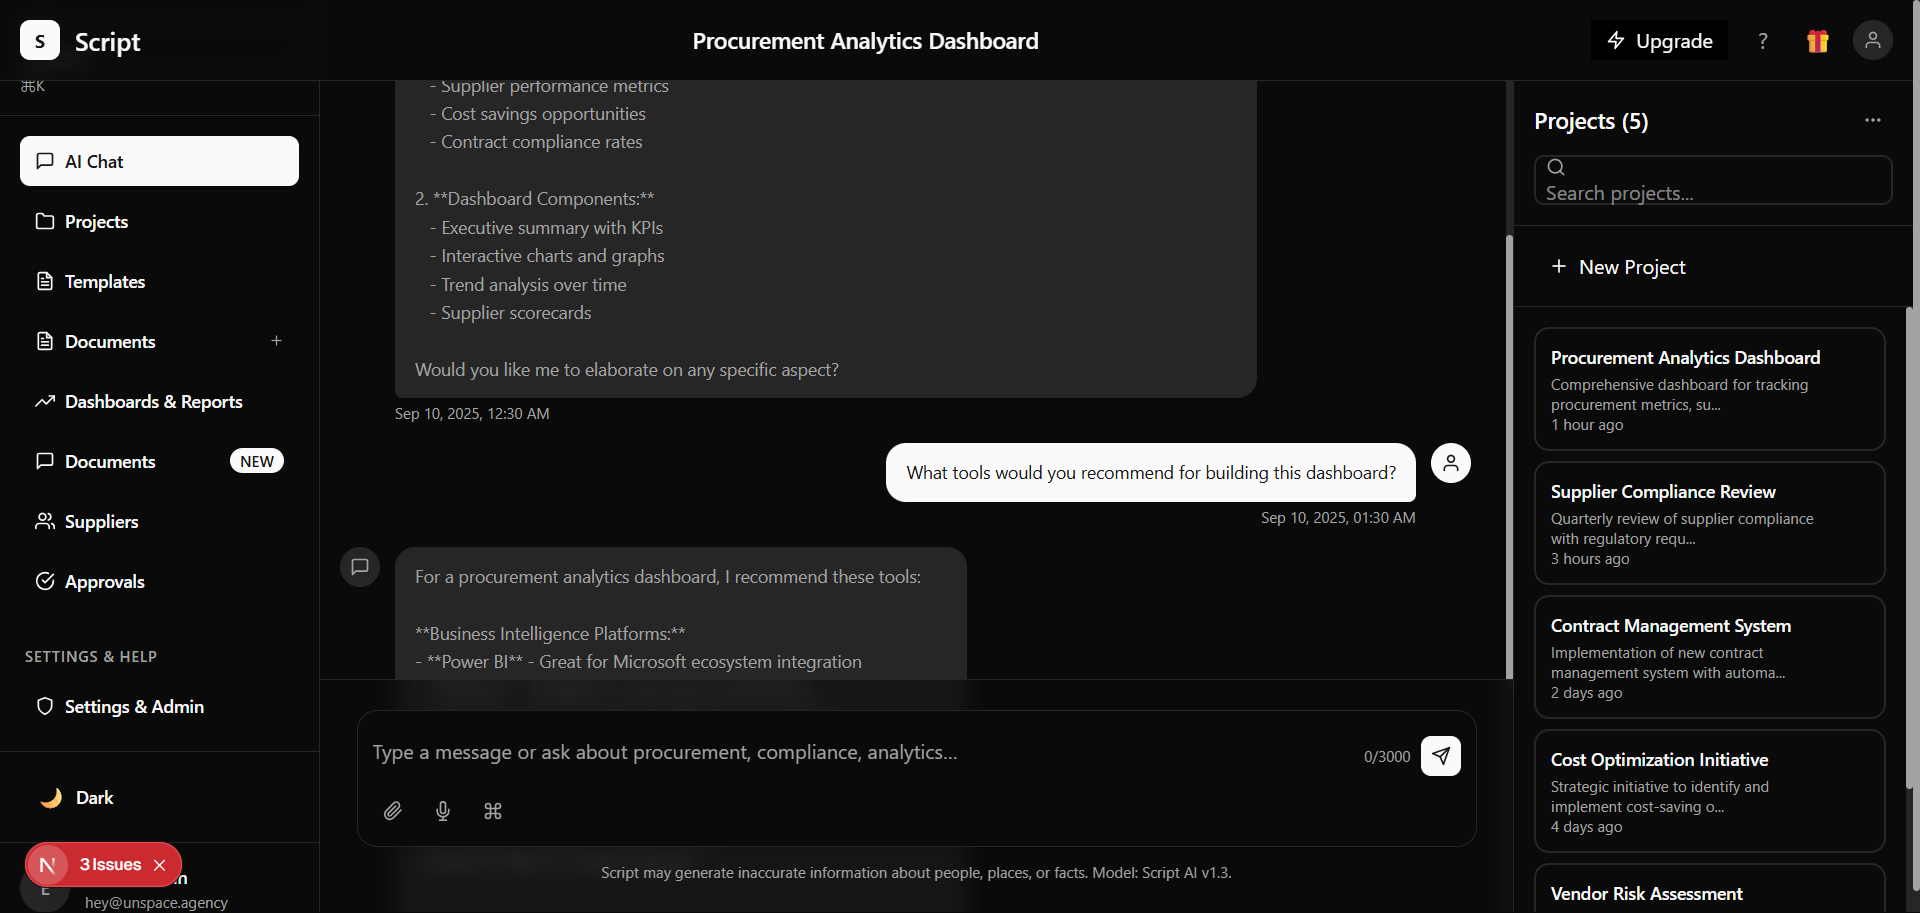 S Script
Procurement Analytics Dashboard
Upgrade
?
⌘K
AI Chat
Projects
Templates
Documents +
Dashboards & Reports
Documents NEW
Suppliers
Approvals
SETTINGS & HELP
Settings & Admin
Dark
N 3 Issues
E
hey@unspace.agency
- Supplier performance metrics
- Cost savings opportunities
- Contract compliance rates
2. **Dashboard Components:**
- Executive summary with KPIs
- Interactive charts and graphs
- Trend analysis over time
- Supplier scorecards
Would you like me to elaborate on any specific aspect?
Sep 10, 2025, 12:30 AM
What tools would you recommend for building this dashboard?
Sep 10, 2025, 01:30 AM
For a procurement analytics dashboard, I recommend these tools:
**Business Intelligence Platforms:**
- **Power BI** - Great for Microsoft ecosystem integration
Type a message or ask about procurement, compliance, analytics...
0/3000
⌘
Script may generate inaccurate information about people, places, or facts. Model: Script AI v1.3.
Projects (5)
...
Search projects...
+ New Project
Procurement Analytics Dashboard
Comprehensive dashboard for tracking
procurement metrics, su...
1 hour ago
Supplier Compliance Review
Quarterly review of supplier compliance
with regulatory requ...
3 hours ago
Contract Management System
Implementation of new contract
management system with automa...
2 days ago
Cost Optimization Initiative
Strategic initiative to identify and
implement cost-saving o...
4 days ago
Vendor Risk Assessment